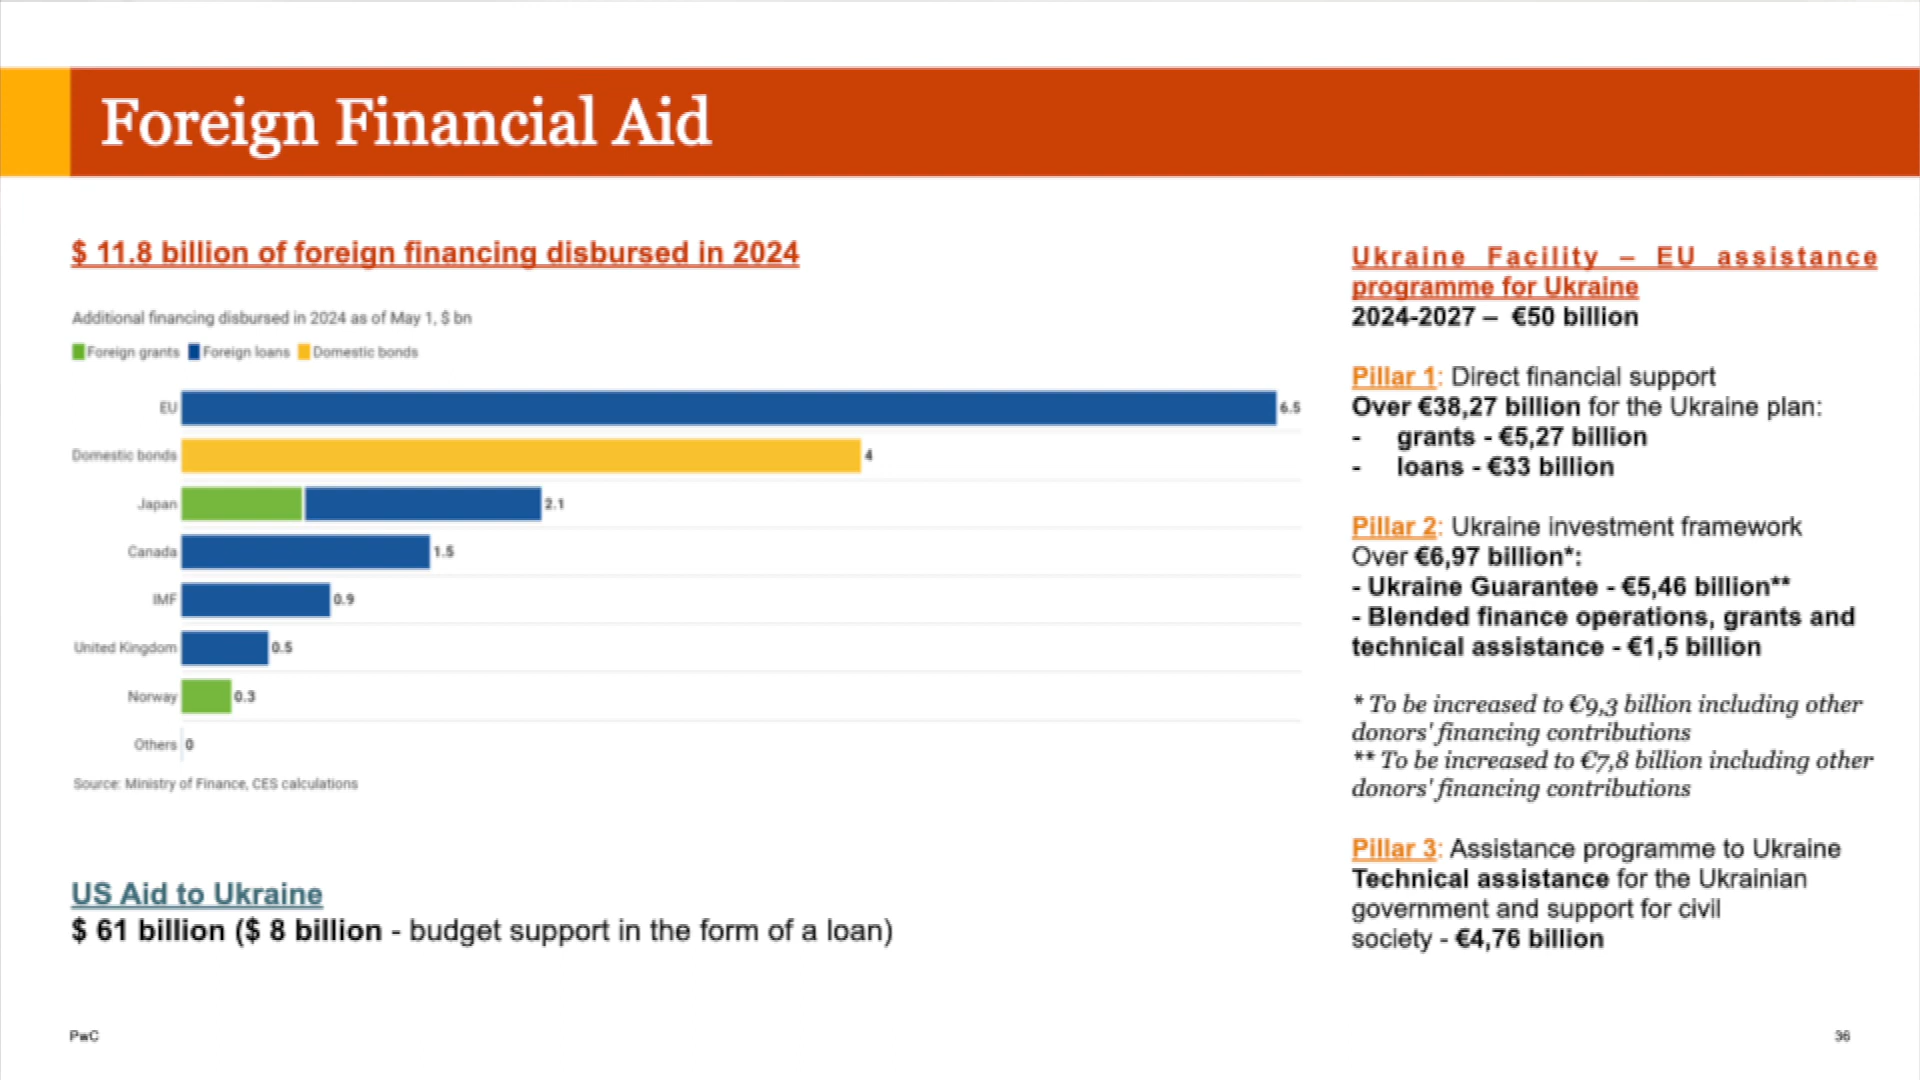 Foreign Financial Aid
$ 11.8 billion of foreign financing disbursed in 2024
Additional financing disbursed in 2024 as of May 1, $ bn
Foreign grants Foreign loans Domestic bonds
EU 6.5
Domestic bonds 4
Japan 2.1
Canada 1.5
IMF 0.9
United Kingdom 0.5
Norway 0.3
Others 0
Source: Ministry of Finance, CES calculations
US Aid to Ukraine
$ 61 billion ($ 8 billion - budget support in the form of a loan)
Ukraine Facility – EU assistance
programme for Ukraine
2024-2027 – €50 billion
Pillar 1: Direct financial support
Over €38,27 billion for the Ukraine plan:
- grants - €5,27 billion
- loans - €33 billion
Pillar 2: Ukraine investment framework
Over €6,97 billion*:
- Ukraine Guarantee - €5,46 billion**
- Blended finance operations, grants and
technical assistance - €1,5 billion
* To be increased to €9,3 billion including other
donors' financing contributions
** To be increased to €7,8 billion including other
donors' financing contributions
Pillar 3: Assistance programme to Ukraine
Technical assistance for the Ukrainian
government and support for civil
society - €4,76 billion
PwC
36